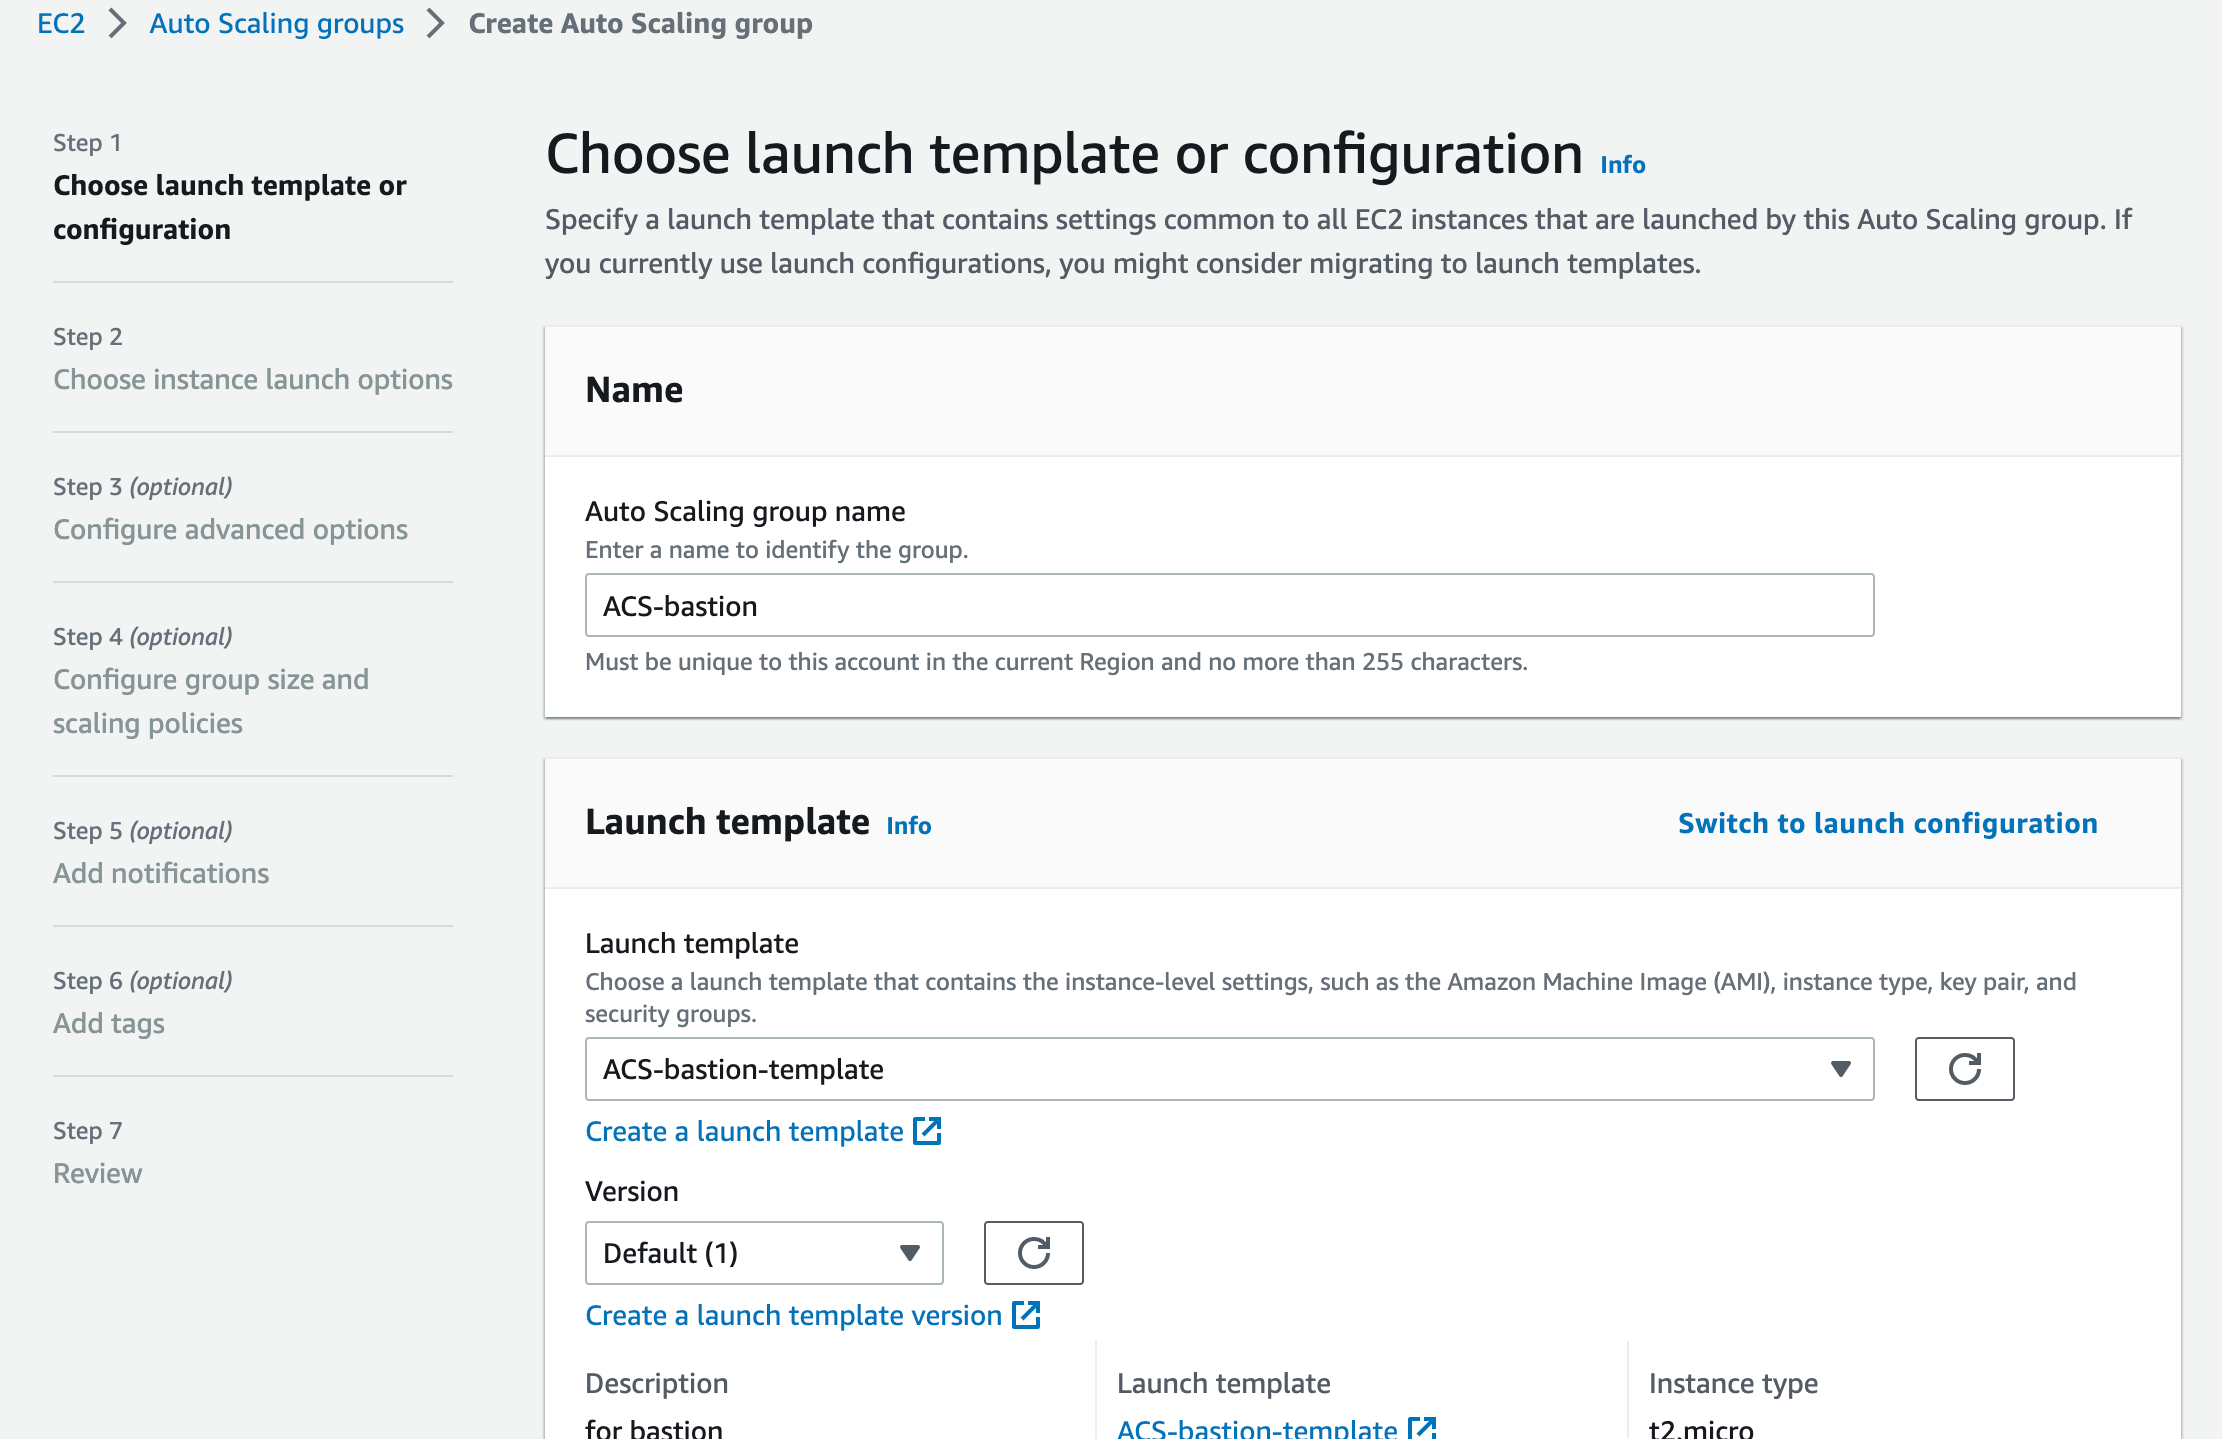 EC2 > Auto Scaling groups > Create Auto Scaling group
Step 1
Choose launch template or
configuration
Step 2
Choose instance launch options
Step 3 (optional)
Configure advanced options
Step 4 (optional)
Configure group size and
scaling policies
Step 5 (optional)
Add notifications
Step 6 (optional)
Add tags
Step 7
Review
Choose launch template or configuration Info
Specify a launch template that contains settings common to all EC2 instances that are launched by this Auto Scaling group. If
you currently use launch configurations, you might consider migrating to launch templates.
Name
Auto Scaling group name
Enter a name to identify the group.
ACS-bastion
Must be unique to this account in the current Region and no more than 255 characters.
Launch template Info
Switch to launch configuration
Launch template
Choose a launch template that contains the instance-level settings, such as the Amazon Machine Image (AMI), instance type, key pair, and
security groups.
ACS-bastion-template
Create a launch template
Version
Default (1)
Create a launch template version
Description
for bastion
Launch template
ACS-bastion-template
Instance type
t2.micro